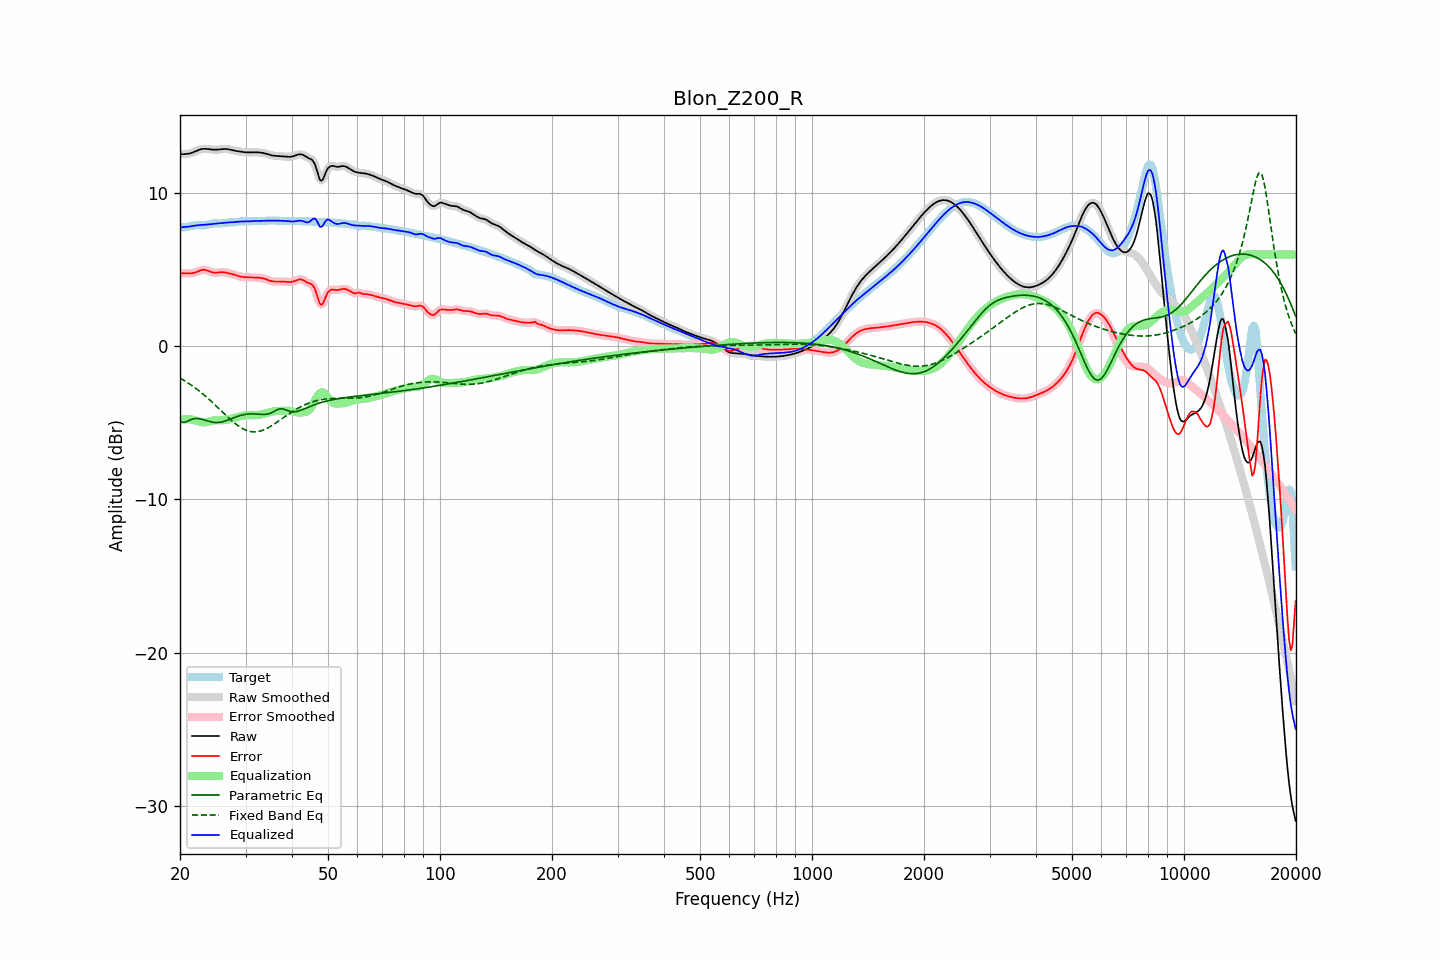 Blon_Z200_R
Amplitude (dBr)
10
0
−10
−20
−30
Target
Raw Smoothed
Error Smoothed
Raw
Error
Equalization
Parametric Eq
Fixed Band Eq
Equalized
20 50 100 200 500 1000 2000 5000 10000 20000
Frequency (Hz)